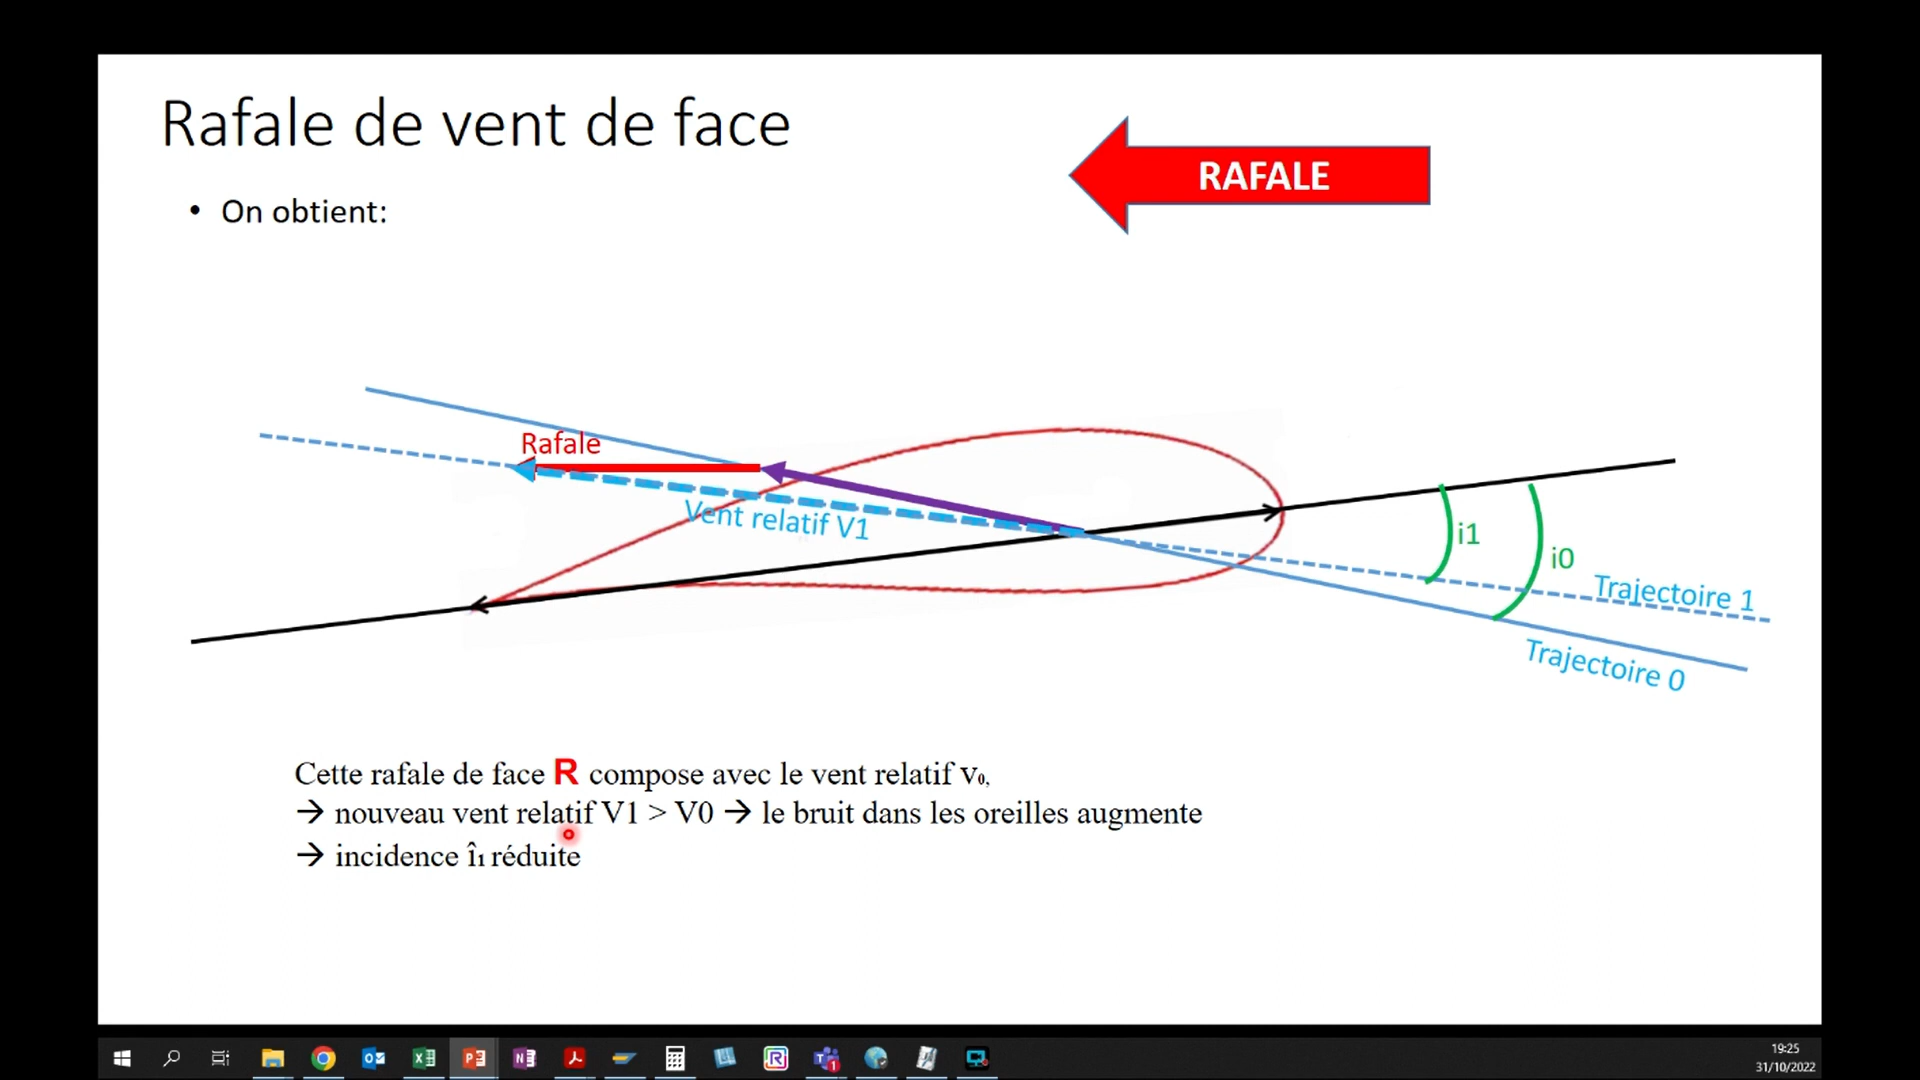 Rafale de vent de face
RAFALE
• On obtient:
Rafale
Vent relatif V1
i1
i0
Trajectoire 1
Trajectoire 0
Cette rafale de face R compose avec le vent relatif v₀,
→ nouveau vent relatif V1 > V0 → le bruit dans les oreilles augmente
→ incidence î₁ réduite
19:25
31/10/2022